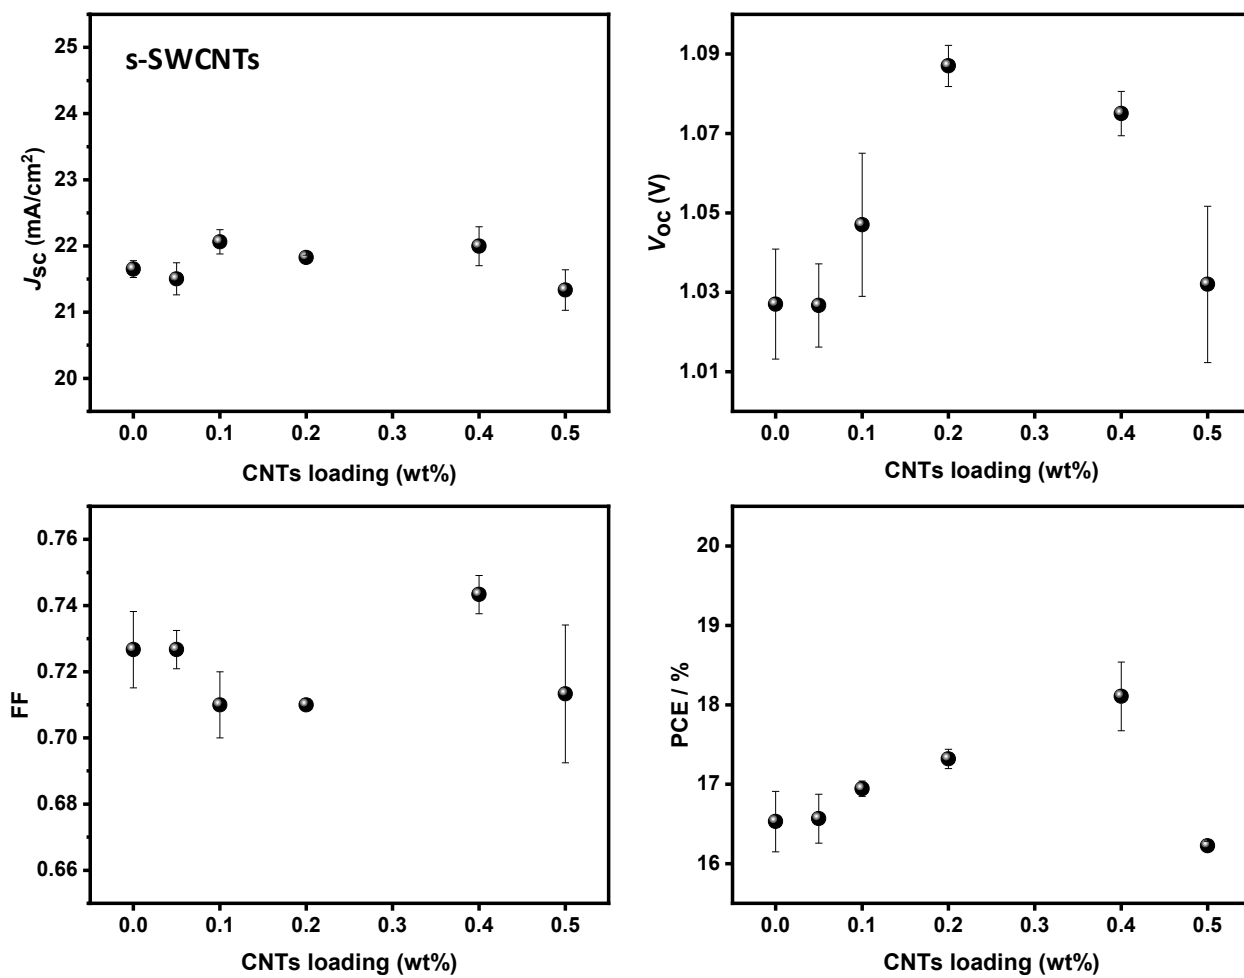 s-SWCNTs
25
24
23
22
21
20
J_SC (mA/cm²)
0.0 0.1 0.2 0.3 0.4 0.5
CNTs loading (wt%)
1.09
1.07
1.05
1.03
1.01
V_OC (V)
0.0 0.1 0.2 0.3 0.4 0.5
CNTs loading (wt%)
0.76
0.74
0.72
0.70
0.68
0.66
FF
0.0 0.1 0.2 0.3 0.4 0.5
CNTs loading (wt%)
20
19
18
17
16
PCE / %
0.0 0.1 0.2 0.3 0.4 0.5
CNTs loading (wt%)